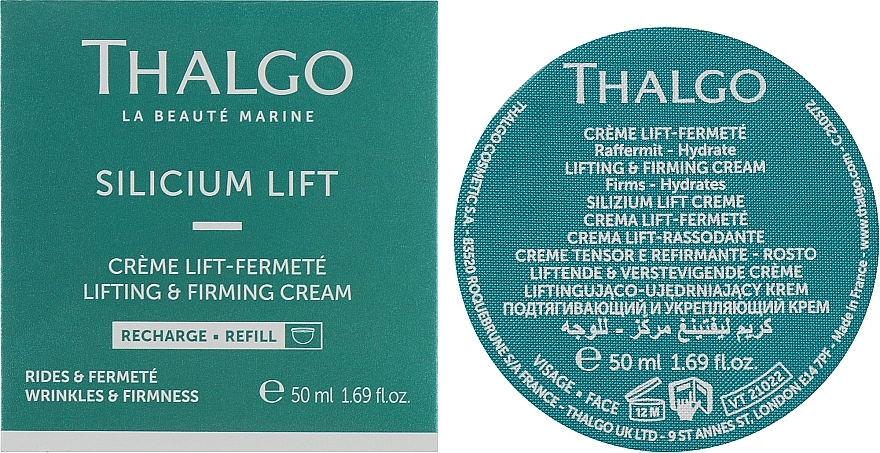 THALGO
LA BEAUTÉ MARINE
SILICIUM LIFT
CRÈME LIFT-FERMETÉ
LIFTING & FIRMING CREAM
RECHARGE ▪ REFILL
RIDES & FERMETÉ
WRINKLES & FIRMNESS
℮ 50 ml 1.69 fl.oz.
THALGO
CRÈME LIFT-FERMETÉ
Raffermit - Hydrate
LIFTING & FIRMING CREAM
Firms - Hydrates
SILIZIUM LIFT CREME
CREMA LIFT-FERMETÉ
CREMA LIFT-RASSODANTE
CREME TENSOR E REFIRMANTE - ROSTO
LIFTENDE & VERSTEVIGENDE CRÈME
LIFTINGUJĄCO-UJĘDRNIAJĄCY KREM
ПОДТЯГИВАЮЩИЙ И УКРЕПЛЯЮЩИЙ КРЕМ
كريم ليفتينغ مركز - للوجه
℮ 50 ml 1.69 fl.oz.
VISAGE - FACE
12 M
VT 21022
THALGO COSMETIC S.A. - 83520 ROQUEBRUNE S/A FRANCE - THALGO UK LTD - 9 ST ANNES ST, LONDON E14 7PF - Made in France - www.thalgo.com - C 210372